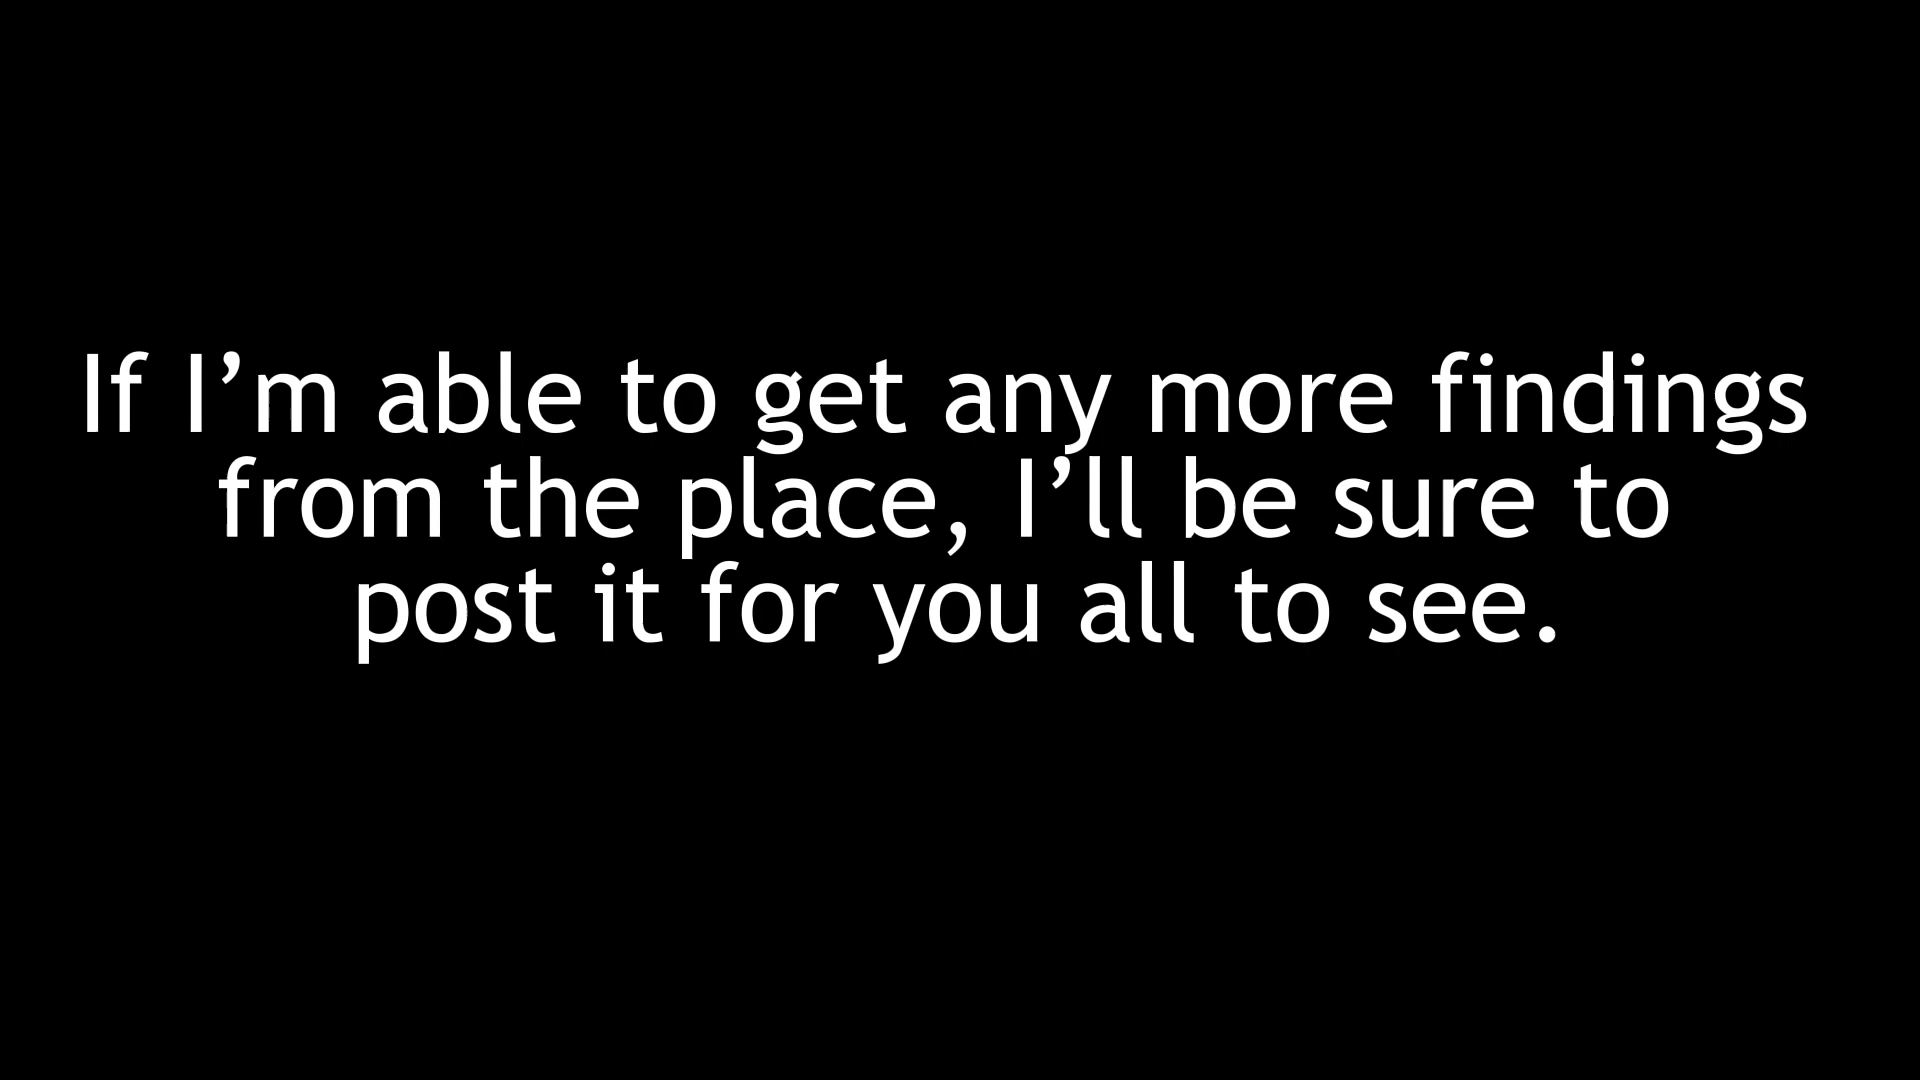 If I’m able to get any more findings
from the place, I’ll be sure to
post it for you all to see.